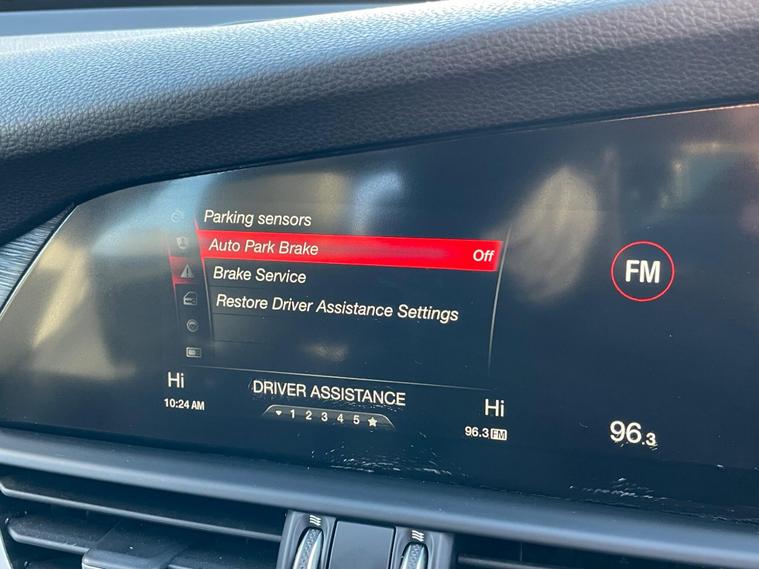 Parking sensors
Auto Park Brake Off
Brake Service
Restore Driver Assistance Settings
FM
Hi DRIVER ASSISTANCE Hi
10:24 AM 1 2 3 4 5 96.3 FM
96.3